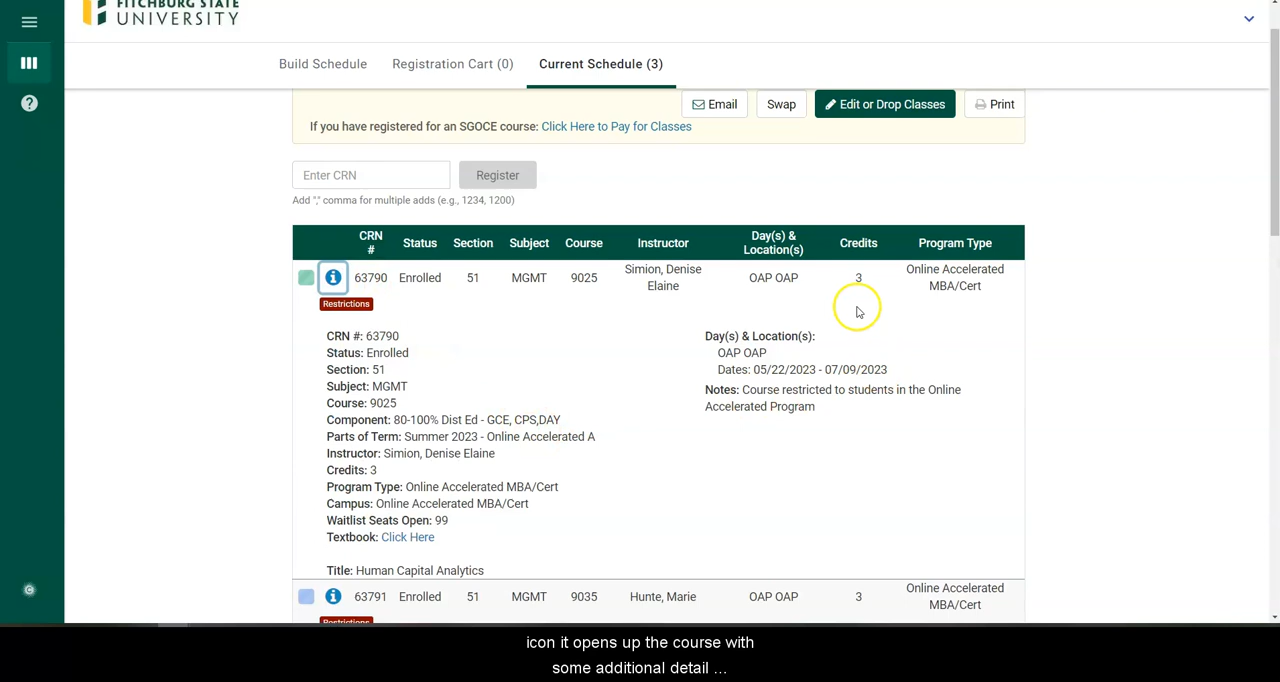 FITCHBURG STATE
UNIVERSITY
Build Schedule Registration Cart (0) Current Schedule (3)
Email Swap Edit or Drop Classes Print
If you have registered for an SGOCE course: Click Here to Pay for Classes
Enter CRN Register
Add "," comma for multiple adds (e.g., 1234, 1200)
CRN # Status Section Subject Course Instructor Day(s) & Location(s) Credits Program Type
63790 Enrolled 51 MGMT 9025 Simion, Denise Elaine OAP OAP 3 Online Accelerated MBA/Cert
Restrictions
CRN #: 63790
Status: Enrolled
Section: 51
Subject: MGMT
Course: 9025
Component: 80-100% Dist Ed - GCE, CPS,DAY
Parts of Term: Summer 2023 - Online Accelerated A
Instructor: Simion, Denise Elaine
Credits: 3
Program Type: Online Accelerated MBA/Cert
Campus: Online Accelerated MBA/Cert
Waitlist Seats Open: 99
Textbook: Click Here
Title: Human Capital Analytics
Day(s) & Location(s):
OAP OAP
Dates: 05/22/2023 - 07/09/2023
Notes: Course restricted to students in the Online
Accelerated Program
63791 Enrolled 51 MGMT 9035 Hunte, Marie OAP OAP 3 Online Accelerated MBA/Cert
Restrictions
icon it opens up the course with
some additional detail ...